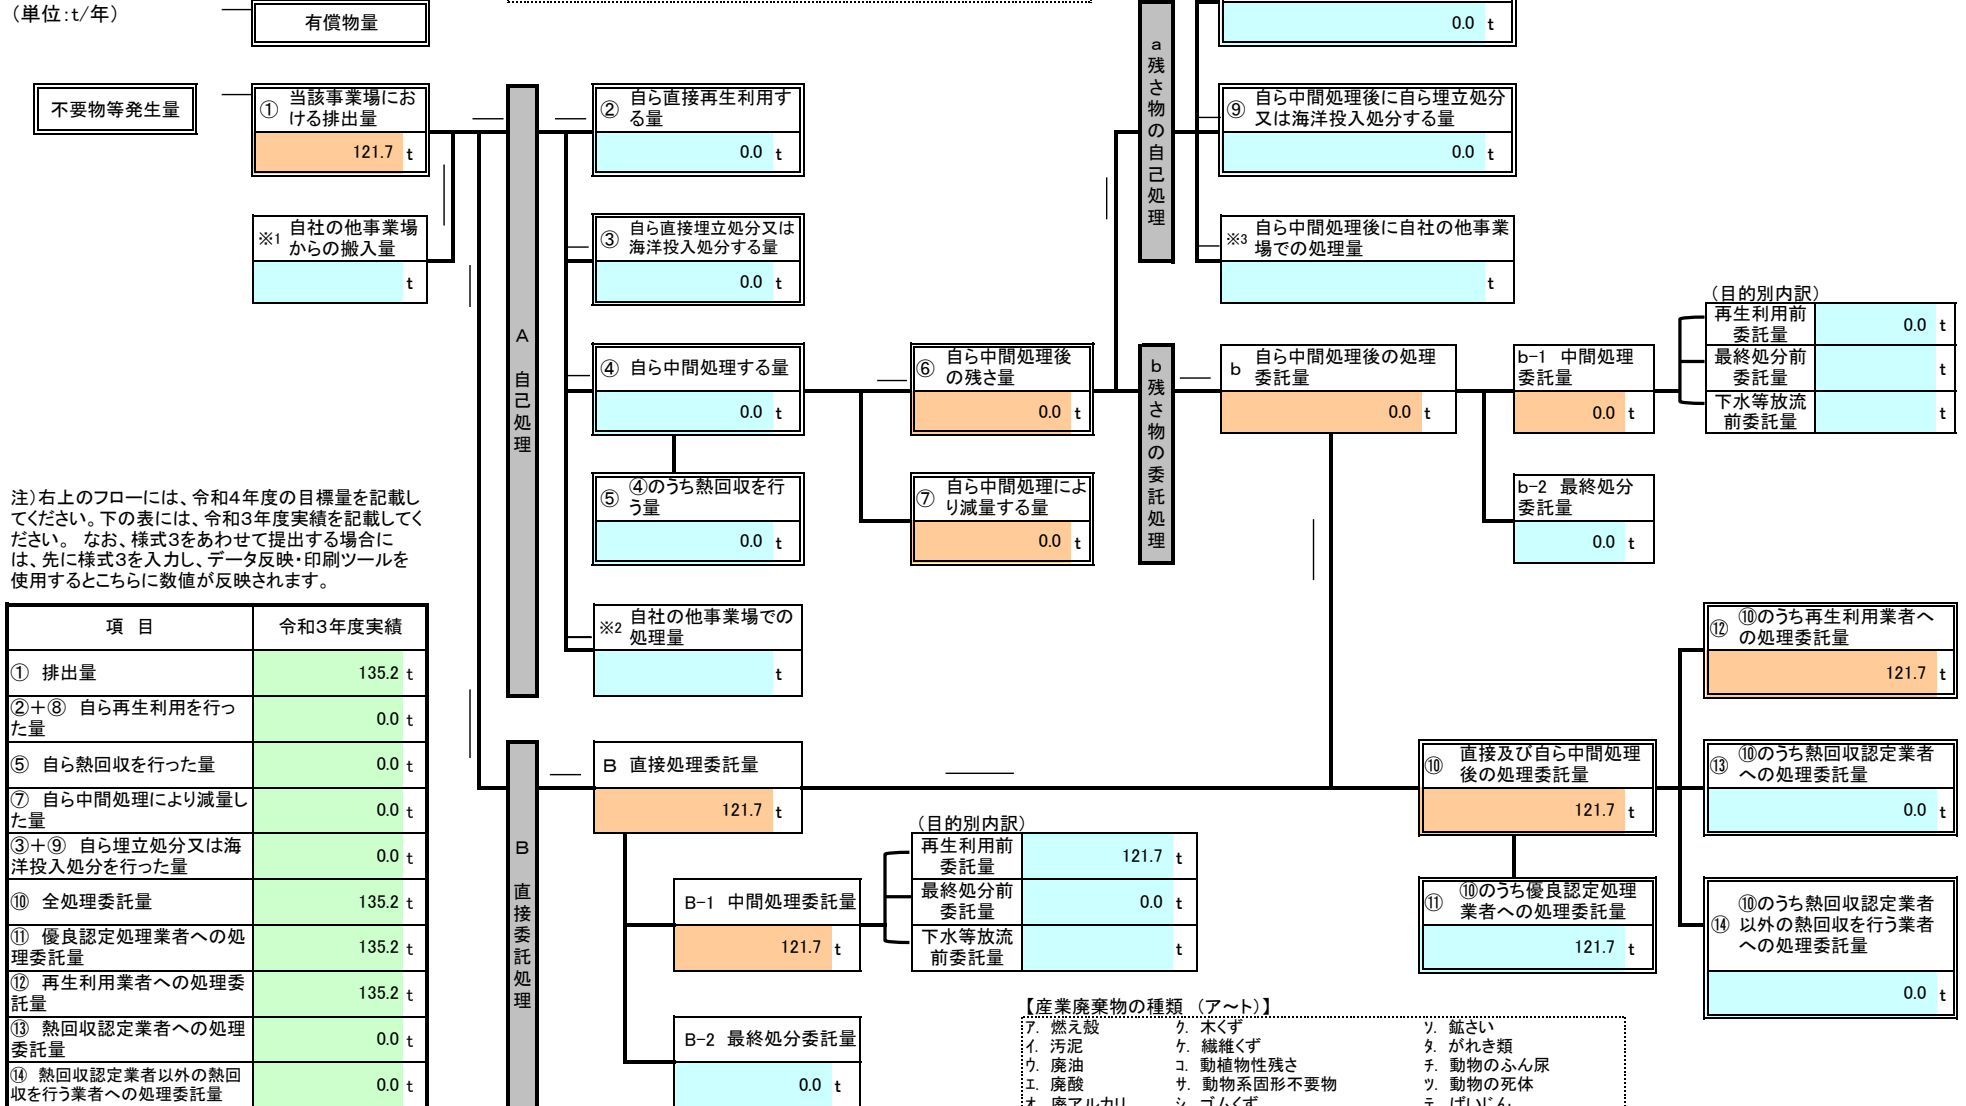 （単位：t/年）
有償物量
0.0 t
不要物等発生量
① 当該事業場にお
ける排出量
121.7 t
※1 自社の他事業場
からの搬入量
t
A 自己処理
② 自ら直接再生利用す
る量
0.0 t
③ 自ら直接埋立処分又は
海洋投入処分する量
0.0 t
④ 自ら中間処理する量
0.0 t
⑤ ④のうち熱回収を行
う量
0.0 t
※2 自社の他事業場での
処理量
t
⑥ 自ら中間処理後
の残さ量
0.0 t
⑦ 自ら中間処理によ
り減量する量
0.0 t
a 残さ物の自己処理
⑨ 自ら中間処理後に自ら埋立処分
又は海洋投入処分する量
0.0 t
※3 自ら中間処理後に自社の他事業
場での処理量
t
b 残さ物の委託処理
b 自ら中間処理後の処理
委託量
0.0 t
b-1 中間処理
委託量
0.0 t
b-2 最終処分
委託量
0.0 t
（目的別内訳）
再生利用前
委託量
0.0 t
最終処分前
委託量
t
下水等放流
前委託量
t
注）右上のフローには、令和４年度の目標量を記載し
てください。下の表には、令和３年度実績を記載してく
ださい。 なお、様式３をあわせて提出する場合に
は、先に様式３を入力し、データ反映・印刷ツールを
使用するとこちらに数値が反映されます。
項 目 令和３年度実績
① 排出量 135.2 t
②＋⑧ 自ら再生利用を行っ
た量 0.0 t
⑤ 自ら熱回収を行った量 0.0 t
⑦ 自ら中間処理により減量し
た量 0.0 t
③＋⑨ 自ら埋立処分又は海
洋投入処分を行った量 0.0 t
⑩ 全処理委託量 135.2 t
⑪ 優良認定処理業者への処
理委託量 135.2 t
⑫ 再生利用業者への処理委
託量 135.2 t
⑬ 熱回収認定業者への処理
委託量 0.0 t
⑭ 熱回収認定業者以外の熱回
収を行う業者への処理委託量 0.0 t
B 直接委託処理
B 直接処理委託量
121.7 t
B-1 中間処理委託量
121.7 t
B-2 最終処分委託量
0.0 t
（目的別内訳）
再生利用前
委託量
121.7 t
最終処分前
委託量
0.0 t
下水等放流
前委託量
t
⑩ 直接及び自ら中間処理
後の処理委託量
121.7 t
⑪ ⑩のうち優良認定処理
業者への処理委託量
121.7 t
⑫ ⑩のうち再生利用業者へ
の処理委託量
121.7 t
⑬ ⑩のうち熱回収認定業者
への処理委託量
0.0 t
⑭ ⑩のうち熱回収認定業者
以外の熱回収を行う業者
への処理委託量
0.0 t
【産業廃棄物の種類 （ア～ト）】
ｱ. 燃え殻 ｸ. 木くず ｿ. 鉱さい
ｲ. 汚泥 ｹ. 繊維くず ﾀ. がれき類
ｳ. 廃油 ｺ. 動植物性残さ ﾁ. 動物のふん尿
ｴ. 廃酸 ｻ. 動物系固形不要物 ﾂ. 動物の死体
ｵ. 廃アルカリ ｼ. ゴムくず ﾃ. ばいじん